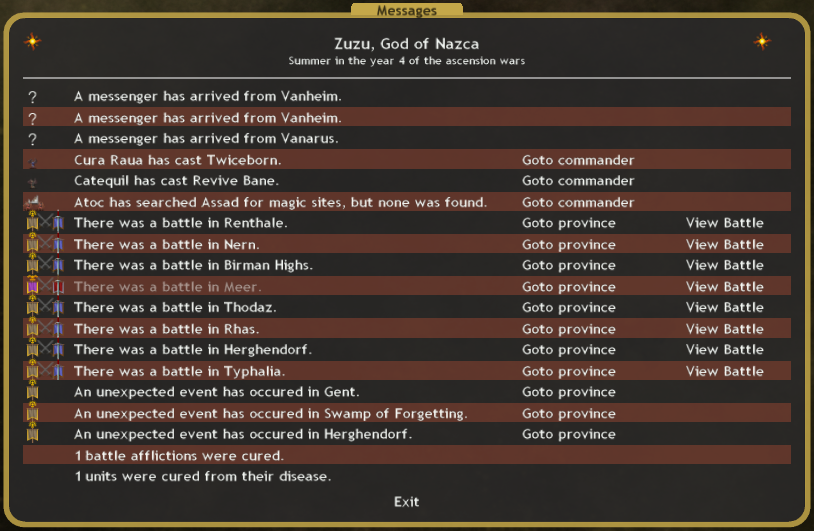 Messages
Zuzu, God of Nazca
Summer in the year 4 of the ascension wars
? A messenger has arrived from Vanheim.
? A messenger has arrived from Vanheim.
? A messenger has arrived from Vanarus.
Cura Raua has cast Twiceborn. Goto commander
Catequil has cast Revive Bane. Goto commander
Atoc has searched Assad for magic sites, but none was found. Goto commander
There was a battle in Renthale. Goto province View Battle
There was a battle in Nern. Goto province View Battle
There was a battle in Birman Highs. Goto province View Battle
There was a battle in Meer. Goto province View Battle
There was a battle in Thodaz. Goto province View Battle
There was a battle in Rhas. Goto province View Battle
There was a battle in Herghendorf. Goto province View Battle
There was a battle in Typhalia. Goto province View Battle
An unexpected event has occured in Gent. Goto province
An unexpected event has occured in Swamp of Forgetting. Goto province
An unexpected event has occured in Herghendorf. Goto province
1 battle afflictions were cured.
1 units were cured from their disease.
Exit